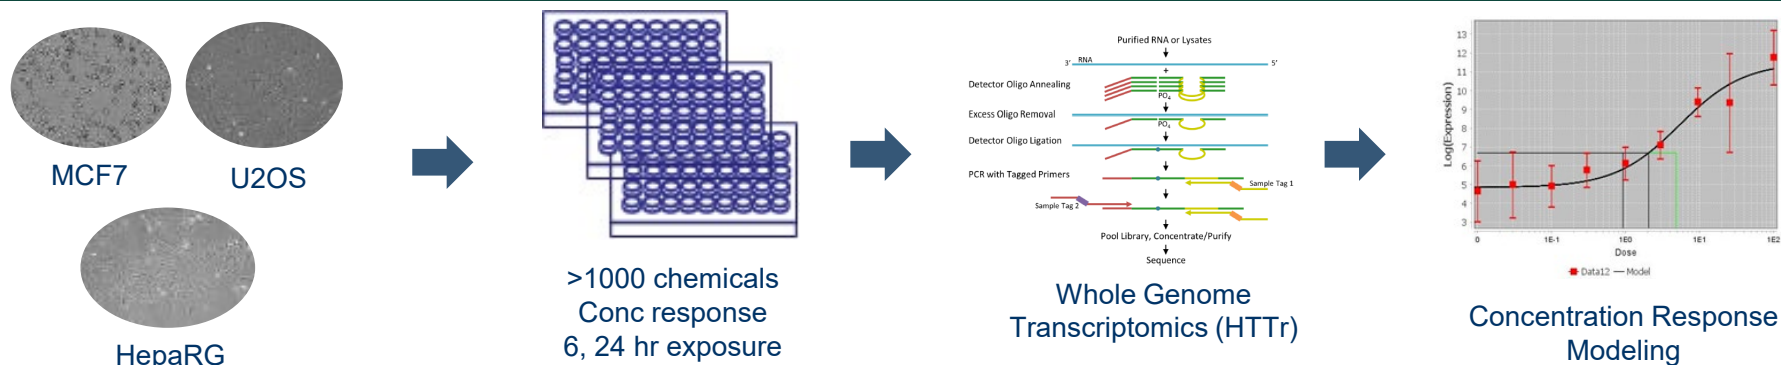 MCF7
U2OS
HepaRG
>1000 chemicals
Conc response
6, 24 hr exposure
Purified RNA or Lysates
3' RNA 5'
+
Detector Oligo Annealing
PO4
Excess Oligo Removal
PO4
Detector Oligo Ligation
PCR with Tagged Primers
Sample Tag 1
Sample Tag 2
Pool Library, Concentrate/Purify
Sequence
Whole Genome
Transcriptomics (HTTr)
Log(Expression)
13
12
11
10
9
8
7
6
5
4
3
0 1E-1 1E0 1E1 1E2
Dose
Data12 Model
Concentration Response
Modeling